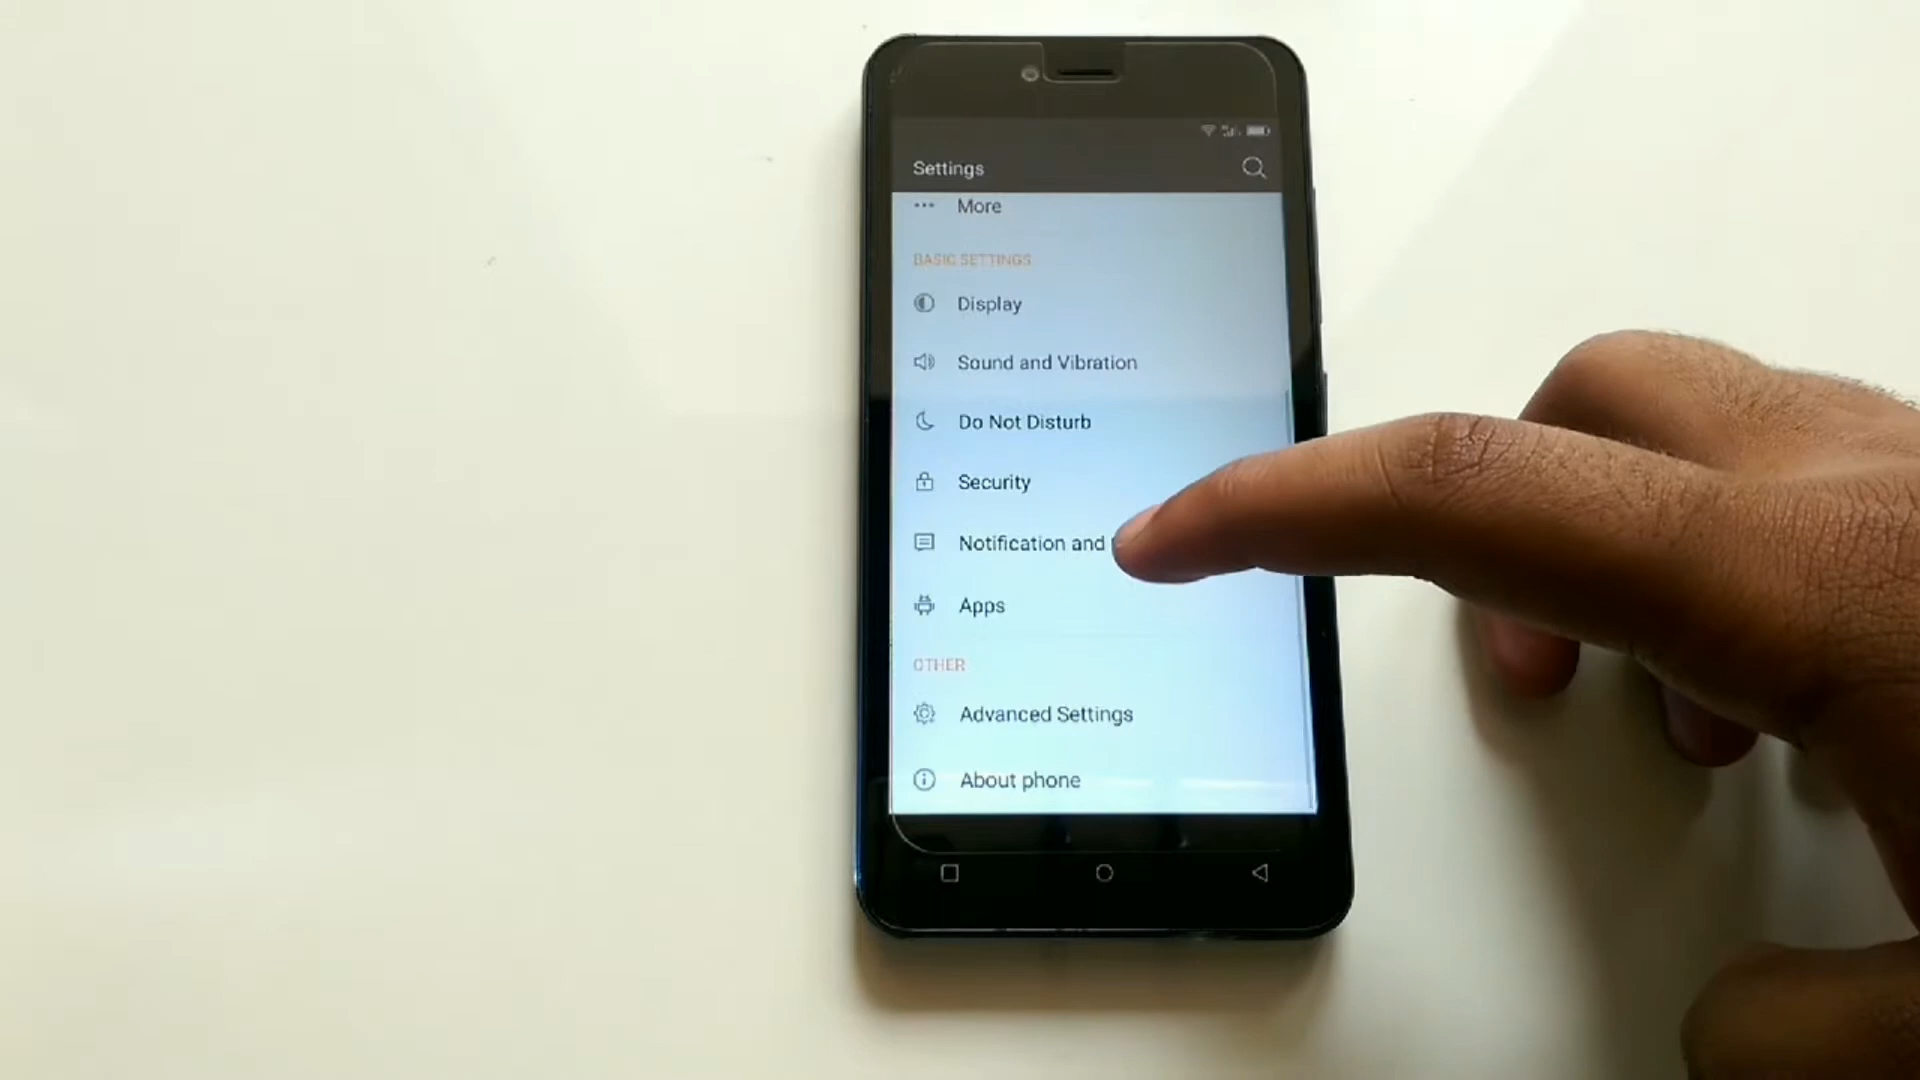 Settings
More
BASIC SETTINGS
Display
Sound and Vibration
Do Not Disturb
Security
Notification and
Apps
OTHER
Advanced Settings
About phone